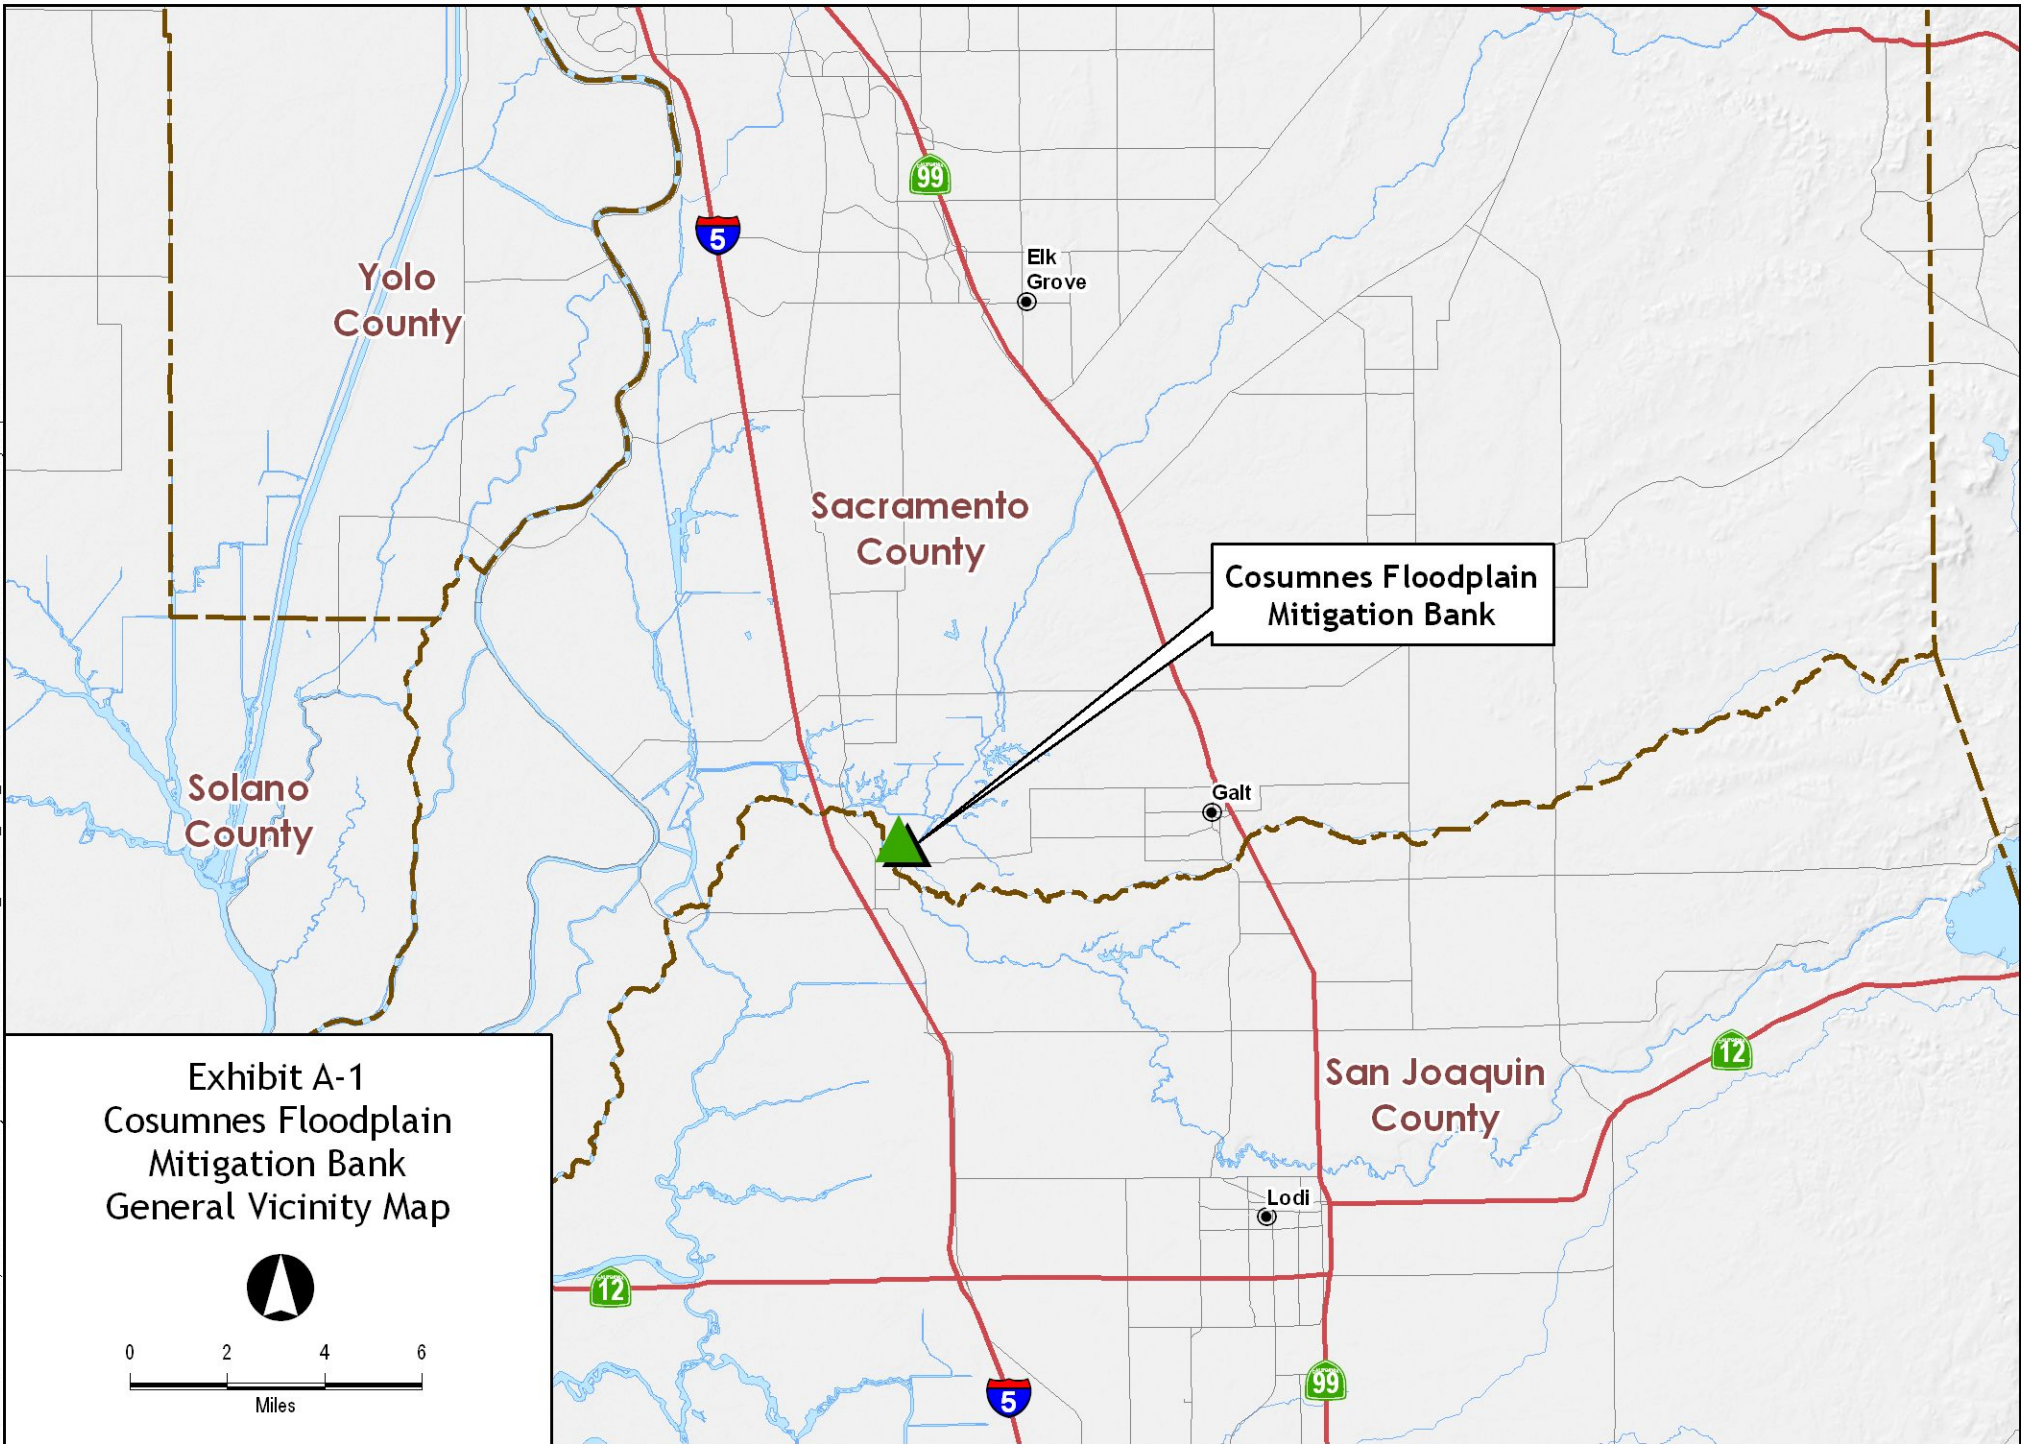 99
5
Elk
Grove
Yolo
County
Sacramento
County
Cosumnes Floodplain
Mitigation Bank
Solano
County
Galt
San Joaquin
County
12
Lodi
12
99
5
Exhibit A-1
Cosumnes Floodplain
Mitigation Bank
General Vicinity Map
0 2 4 6
Miles